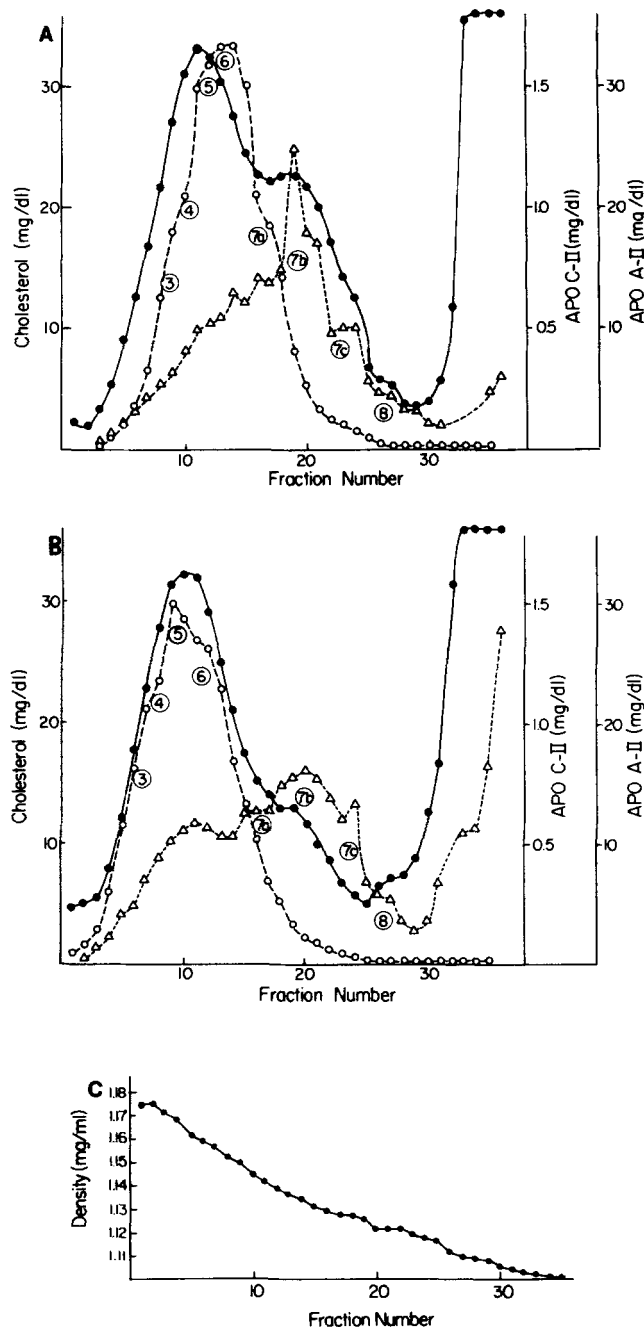 A
Cholesterol (mg/dl)
30
20
10
③
④
⑤
⑥
7a
7b
7c
⑧
1.5
1.0
0.5
APO C-II (mg/dl)
30
20
10
APO A-II (mg/dl)
10
20
30
Fraction Number
B
Cholesterol (mg/dl)
30
20
10
③
④
⑤
⑥
7a
7b
7c
⑧
1.5
1.0
0.5
APO C-II (mg/dl)
30
20
10
APO A-II (mg/dl)
10
20
30
Fraction Number
C
Density (mg/ml)
1.18
1.17
1.16
1.15
1.14
1.13
1.12
1.11
10
20
30
Fraction Number